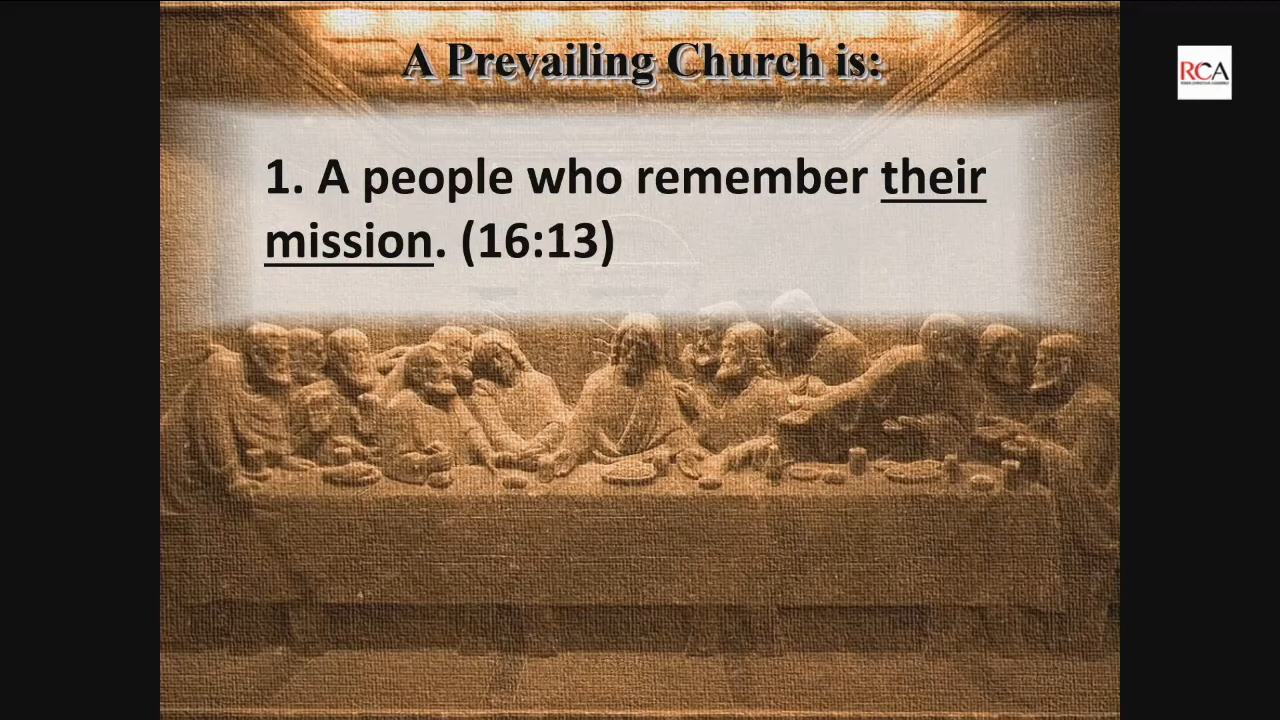 A Prevailing Church is:
RCA
1. A people who remember their
mission. (16:13)